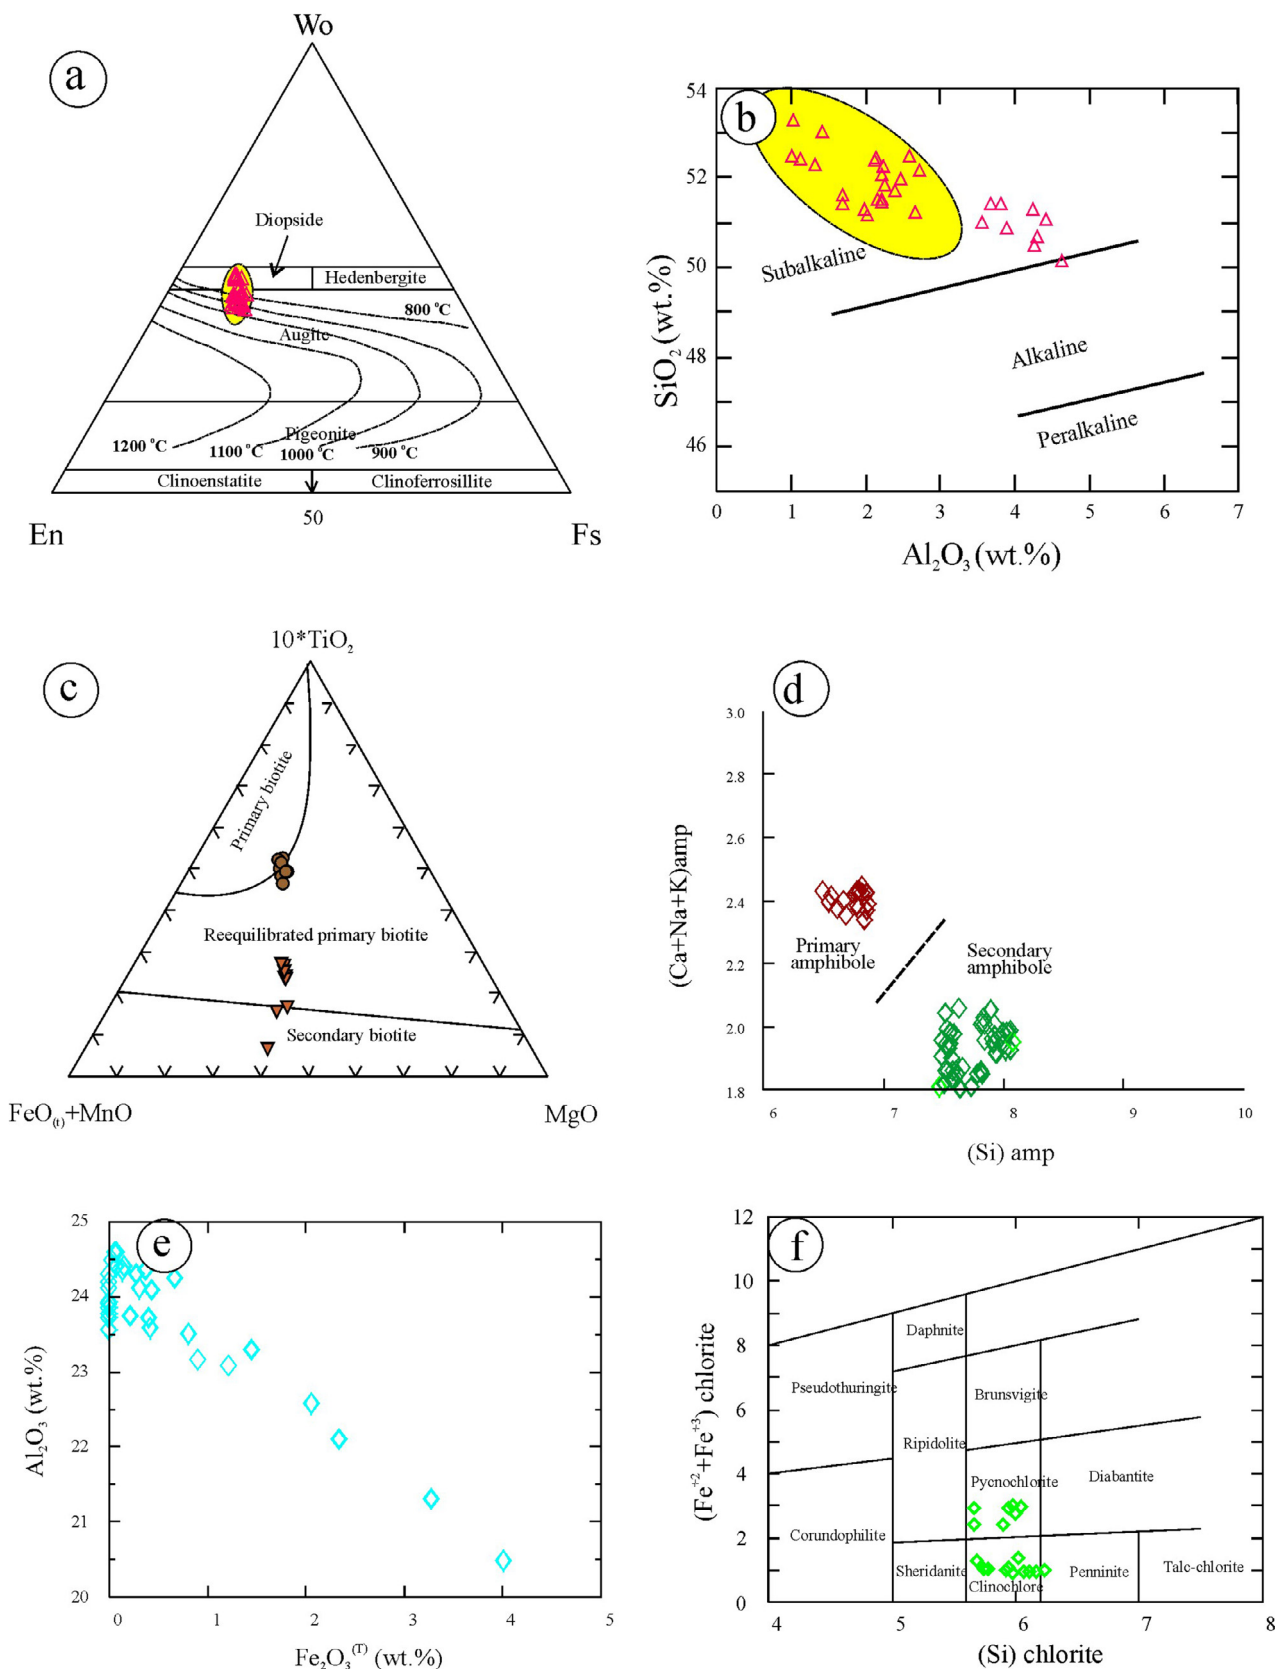 a
Wo
Diopside
Hedenbergite
800 °C
Augite
Pigeonite
1200 °C
1100 °C
1000 °C
900 °C
Clinoenstatite
Clinoferrosillite
50
En
Fs
b
54
52
50
48
46
SiO₂ (wt.%)
Subalkaline
Alkaline
Peralkaline
0 1 2 3 4 5 6 7
Al₂O₃ (wt.%)
c
10*TiO₂
Primary biotite
Reequilibrated primary biotite
Secondary biotite
FeO₍ₜ₎+MnO
MgO
d
3.0
2.8
2.6
2.4
2.2
2.0
1.8
(Ca+Na+K)amp
Primary
amphibole
Secondary
amphibole
6 7 8 9 10
(Si) amp
e
25
24
23
22
21
20
Al₂O₃ (wt.%)
0 1 2 3 4 5
Fe₂O₃⁽ᵀ⁾ (wt.%)
f
12
10
8
6
4
2
0
(Fe⁺²+Fe⁺³) chlorite
Daphnite
Pseudothuringite
Brunsvigite
Ripidolite
Pycnochlorite
Diabantite
Corundophilite
Sheridanite
Clinochlore
Penninite
Talc-chlorite
4 5 6 7 8
(Si) chlorite